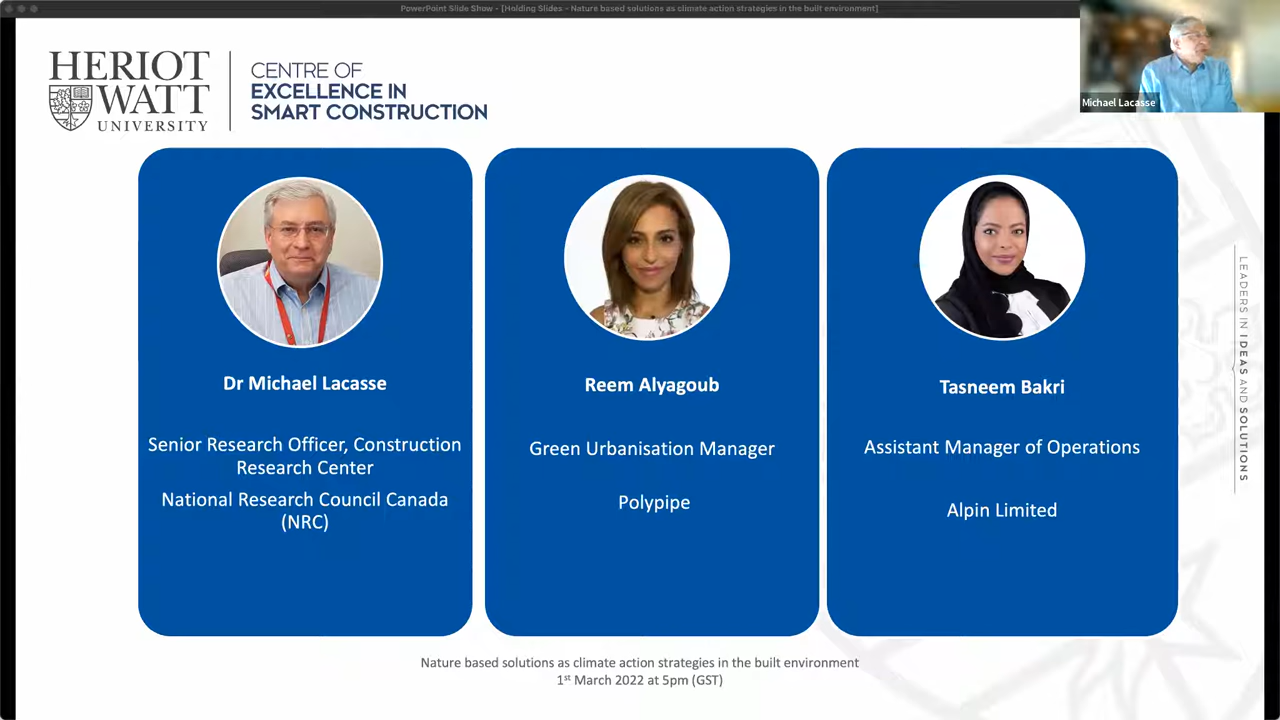 PowerPoint Slide Show - [Holding Slides - Nature based solutions as climate action strategies in the built environment]
HERIOT
WATT
UNIVERSITY
CENTRE OF
EXCELLENCE IN
SMART CONSTRUCTION
Michael Lacasse
Dr Michael Lacasse
Senior Research Officer, Construction
Research Center
National Research Council Canada
(NRC)
Reem Alyagoub
Green Urbanisation Manager
Polypipe
Tasneem Bakri
Assistant Manager of Operations
Alpin Limited
LEADERS IN IDEAS AND SOLUTIONS
Nature based solutions as climate action strategies in the built environment
1st March 2022 at 5pm (GST)